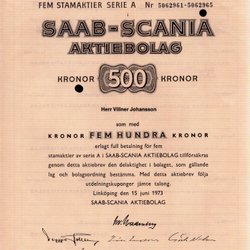 FEM STAMAKTIER SERIE A Nr 5062961-5062965
SAAB-SCANIA
AKTIEBOLAG
KRONOR 500 KRONOR
Herr Villner Johansson
som med
KRONOR FEM HUNDRA KRONOR
erlagt full betalning för fem
stamaktier av serie A i SAAB-SCANIA AKTIEBOLAG tillförsäkras
genom detta aktiebrev den delaktighet i bolaget, som gällande
lag och bolagsordning bestämma. Med detta aktiebrev följa
utdelningskuponger jämte talong.
Linköping den 15 juni 1973
SAAB-SCANIA AKTIEBOLAG